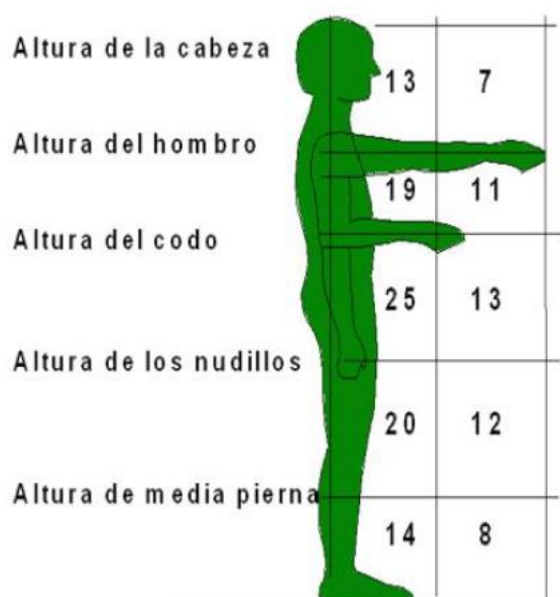 Altura de la cabeza
13 7
Altura del hombro
19 11
Altura del codo
25 13
Altura de los nudillos
20 12
Altura de media pierna
14 8